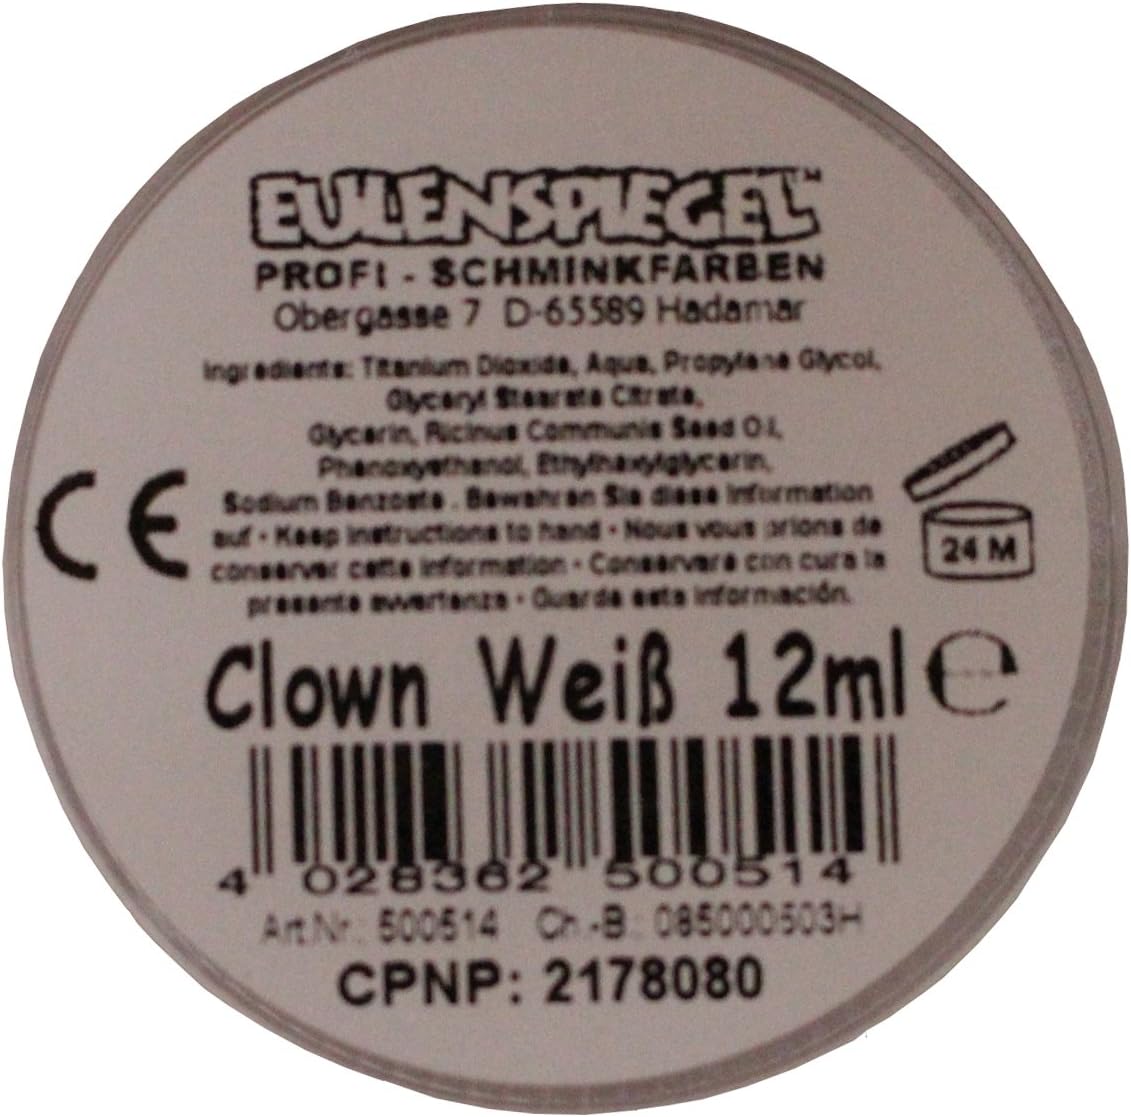 EULENSPIEGEL™
PROFI - SCHMINKFARBEN
Obergasse 7 D-65589 Hadamar
Ingredients: Titanium Dioxide, Aqua, Propylene Glycol,
Glyceryl Stearate Citrate,
Glycerin, Ricinus Communis Seed Oil,
Phenoxyethanol, Ethylhexylglycerin,
Sodium Benzoate . Bewahren Sie diese Information
auf • Keep instructions to hand • Nous vous prions de
conserver cette information • Conservare con cura la
presente avvertenza • Guarde esta información.
CE
24 M
Clown Weiß 12ml ℮
4 028362 500514
Art.Nr.: 500514 Ch.-B.: 085000503H
CPNP: 2178080